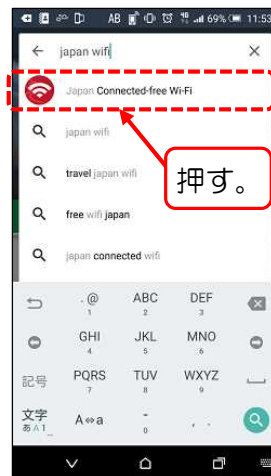 AB 69% 11:53
japan wifi
Japan Connected-free Wi-Fi
japan wifi
travel japan wifi
押す。
free wifi japan
japan connected wifi
.@ ABC DEF
1 2 3
GHI JKL MNO
4 5 6
記号 PQRS TUV WXYZ
7 8 9
文字 A⇔a - , .
あA1 0